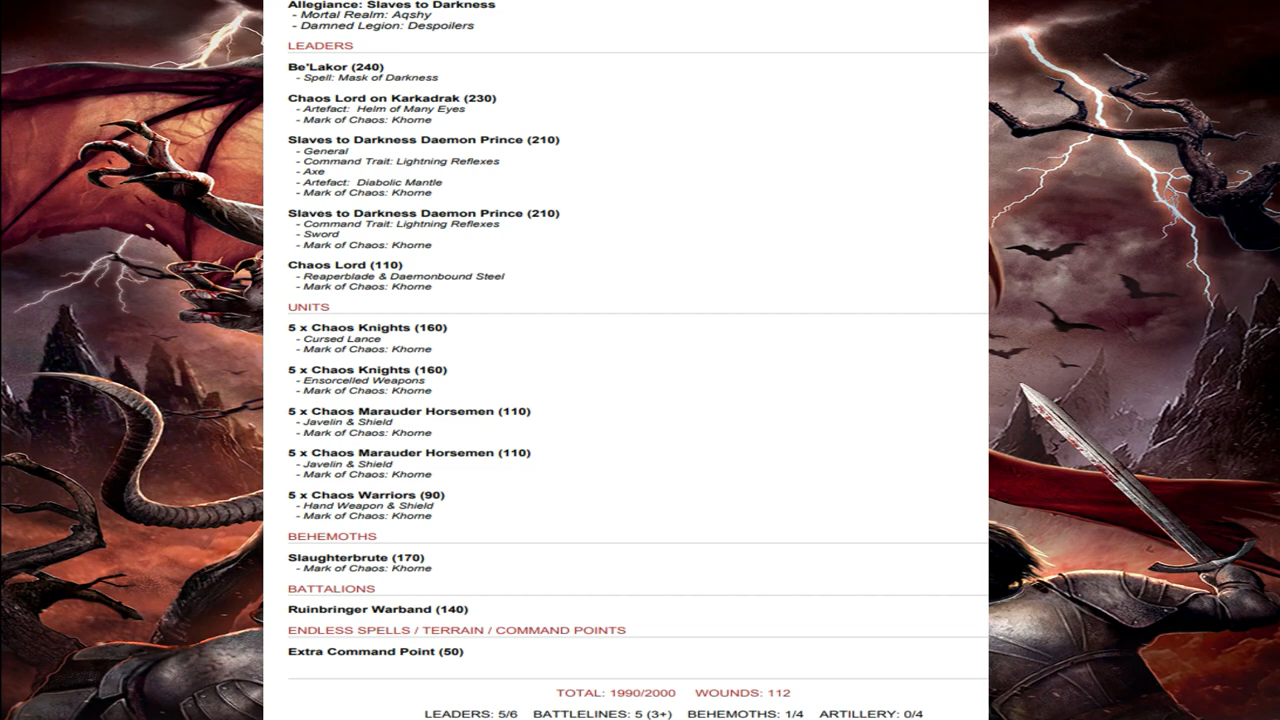 Allegiance: Slaves to Darkness
- Mortal Realm: Aqshy
- Damned Legion: Despoilers
LEADERS
Be'Lakor (240)
- Spell: Mask of Darkness
Chaos Lord on Karkadrak (230)
- Artefact: Helm of Many Eyes
- Mark of Chaos: Khorne
Slaves to Darkness Daemon Prince (210)
- General
- Command Trait: Lightning Reflexes
- Axe
- Artefact: Diabolic Mantle
- Mark of Chaos: Khorne
Slaves to Darkness Daemon Prince (210)
- Command Trait: Lightning Reflexes
- Sword
- Mark of Chaos: Khorne
Chaos Lord (110)
- Reaperblade & Daemonbound Steel
- Mark of Chaos: Khorne
UNITS
5 x Chaos Knights (160)
- Cursed Lance
- Mark of Chaos: Khorne
5 x Chaos Knights (160)
- Ensorcelled Weapons
- Mark of Chaos: Khorne
5 x Chaos Marauder Horsemen (110)
- Javelin & Shield
- Mark of Chaos: Khorne
5 x Chaos Marauder Horsemen (110)
- Javelin & Shield
- Mark of Chaos: Khorne
5 x Chaos Warriors (90)
- Hand Weapon & Shield
- Mark of Chaos: Khorne
BEHEMOTHS
Slaughterbrute (170)
- Mark of Chaos: Khorne
BATTALIONS
Ruinbringer Warband (140)
ENDLESS SPELLS / TERRAIN / COMMAND POINTS
Extra Command Point (50)
TOTAL: 1990/2000 WOUNDS: 112
LEADERS: 5/6 BATTLELINES: 5 (3+) BEHEMOTHS: 1/4 ARTILLERY: 0/4